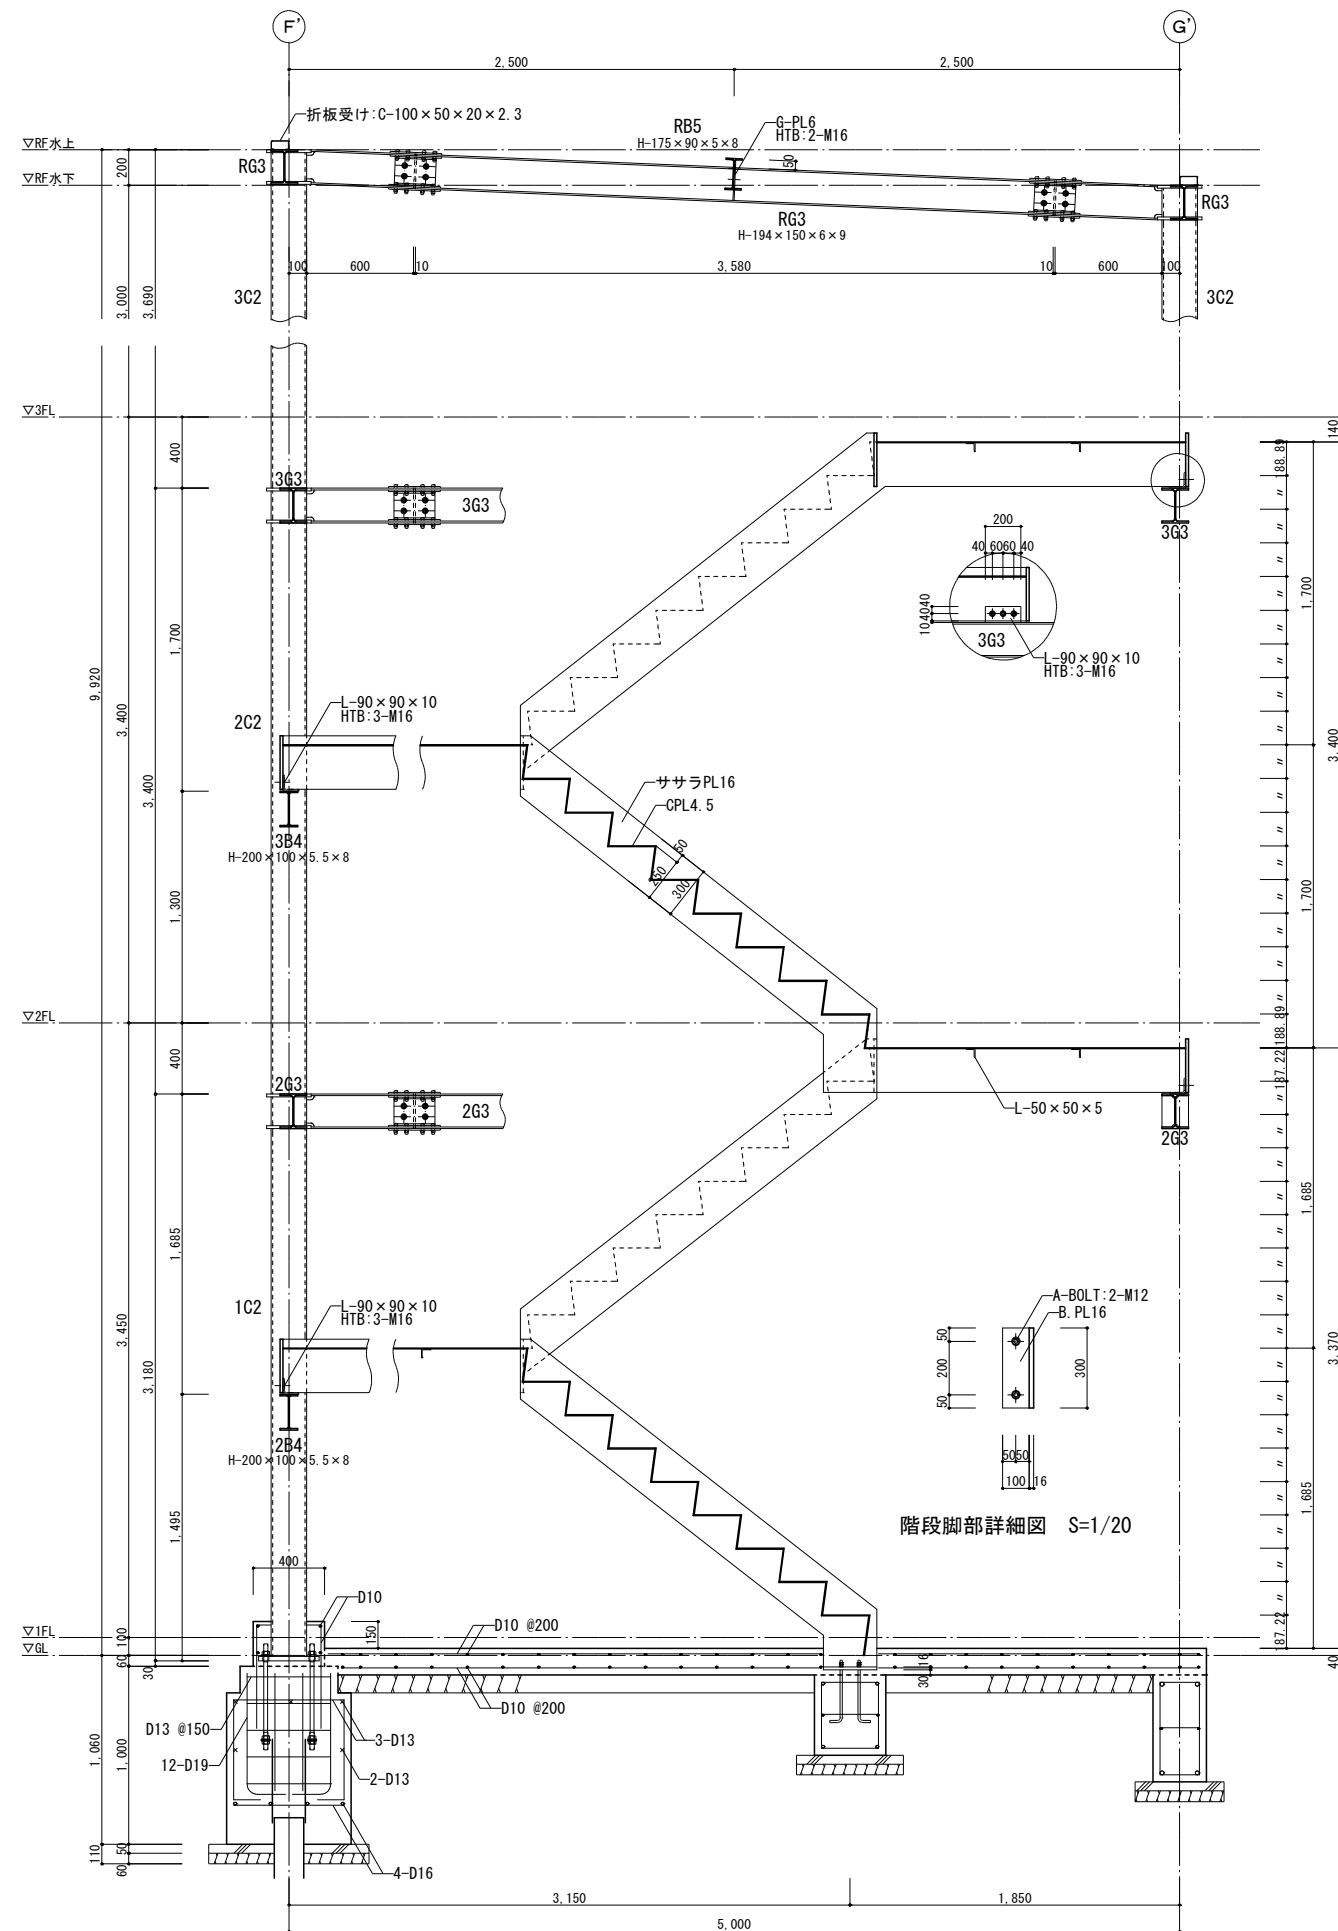 F'
G'
2,500
2,500
折板受け:C-100×50×20×2.3
RB5
H-175×90×5×8
G-PL6
HTB:2-M16
50
▽RF水上
200
▽RF水下
RG3
RG3
RG3
H-194×150×6×9
100
600
10
3,580
10
600
100
3,000
3,690
3C2
3C2
▽3FL
140
400
188.89
3G3
3G3
3G3
200
40
60
60
40
40
40
10
3G3
L-90×90×10
HTB:3-M16
1,700
〃
〃
〃
〃
〃
〃
〃
〃
1,700
9,920
3,400
3,400
3,400
2C2
L-90×90×10
HTB:3-M16
ササラPL16
CPL4.5
50
250
300
3B4
H-200×100×5.5×8
1,300
〃
〃
〃
〃
〃
〃
〃
〃
1,700
▽2FL
188.89
187.22
400
2G3
2G3
2G3
L-50×50×5
1,685
〃
〃
〃
〃
〃
〃
〃
〃
1,685
1C2
L-90×90×10
HTB:3-M16
3,450
3,180
3,370
A-BOLT:2-M12
B.PL16
50
200
50
300
50
50
100
16
2B4
H-200×100×5.5×8
1,495
〃
〃
〃
〃
〃
〃
〃
〃
1,685
階段脚部詳細図 S=1/20
400
D10
150
D10 @200
187.22
▽1FL
▽GL
100
60
30
40
16
30
D10 @200
D13 @150
12-D19
3-D13
2-D13
4-D16
1,060
1,000
110
50
60
3,150
1,850
5,000